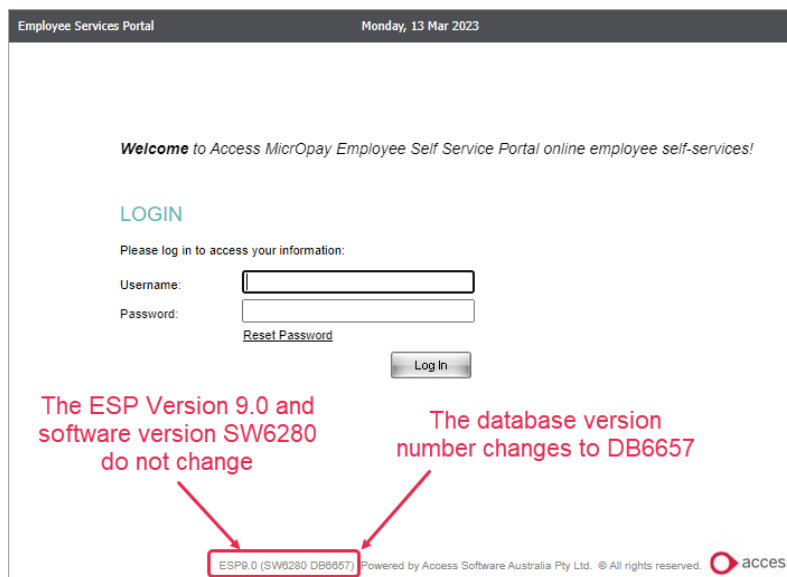 Employee Services Portal Monday, 13 Mar 2023
Welcome to Access MicrOpay Employee Self Service Portal online employee self-services!
LOGIN
Please log in to access your information:
Username:
Password:
Reset Password
Log In
The ESP Version 9.0 and
software version SW6280
do not change
The database version
number changes to DB6657
ESP9.0 (SW6280 DB6657) Powered by Access Software Australia Pty Ltd. © All rights reserved. access